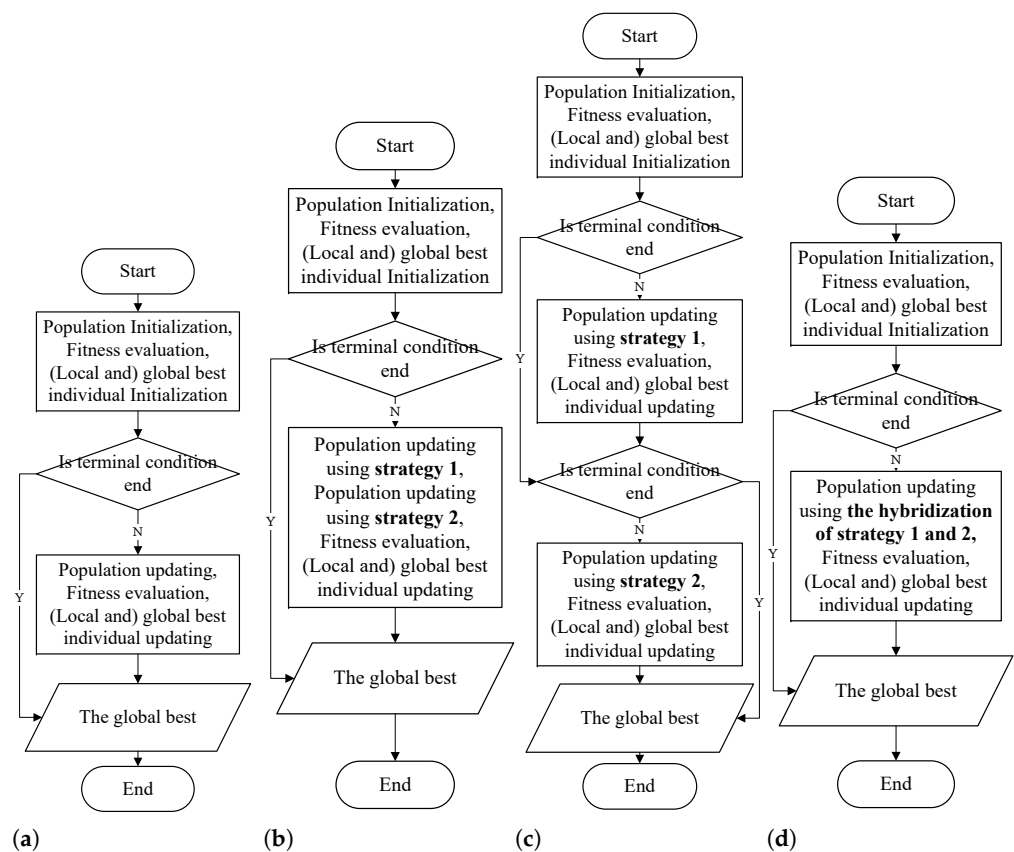 Start
Population Initialization,
Fitness evaluation,
(Local and) global best
individual Initialization
Is terminal condition
end
N
Y
Population updating,
Fitness evaluation,
(Local and) global best
individual updating
The global best
End
(a)
Start
Population Initialization,
Fitness evaluation,
(Local and) global best
individual Initialization
Is terminal condition
end
N
Y
Population updating
using strategy 1,
Population updating
using strategy 2,
Fitness evaluation,
(Local and) global best
individual updating
The global best
End
(b)
Start
Population Initialization,
Fitness evaluation,
(Local and) global best
individual Initialization
Is terminal condition
end
N
Y
Population updating
using strategy 1,
Fitness evaluation,
(Local and) global best
individual updating
Is terminal condition
end
N
Y
Population updating
using strategy 2,
Fitness evaluation,
(Local and) global best
individual updating
The global best
End
(c)
Start
Population Initialization,
Fitness evaluation,
(Local and) global best
individual Initialization
Is terminal condition
end
N
Y
Population updating
using the hybridization
of strategy 1 and 2,
Fitness evaluation,
(Local and) global best
individual updating
The global best
End
(d)